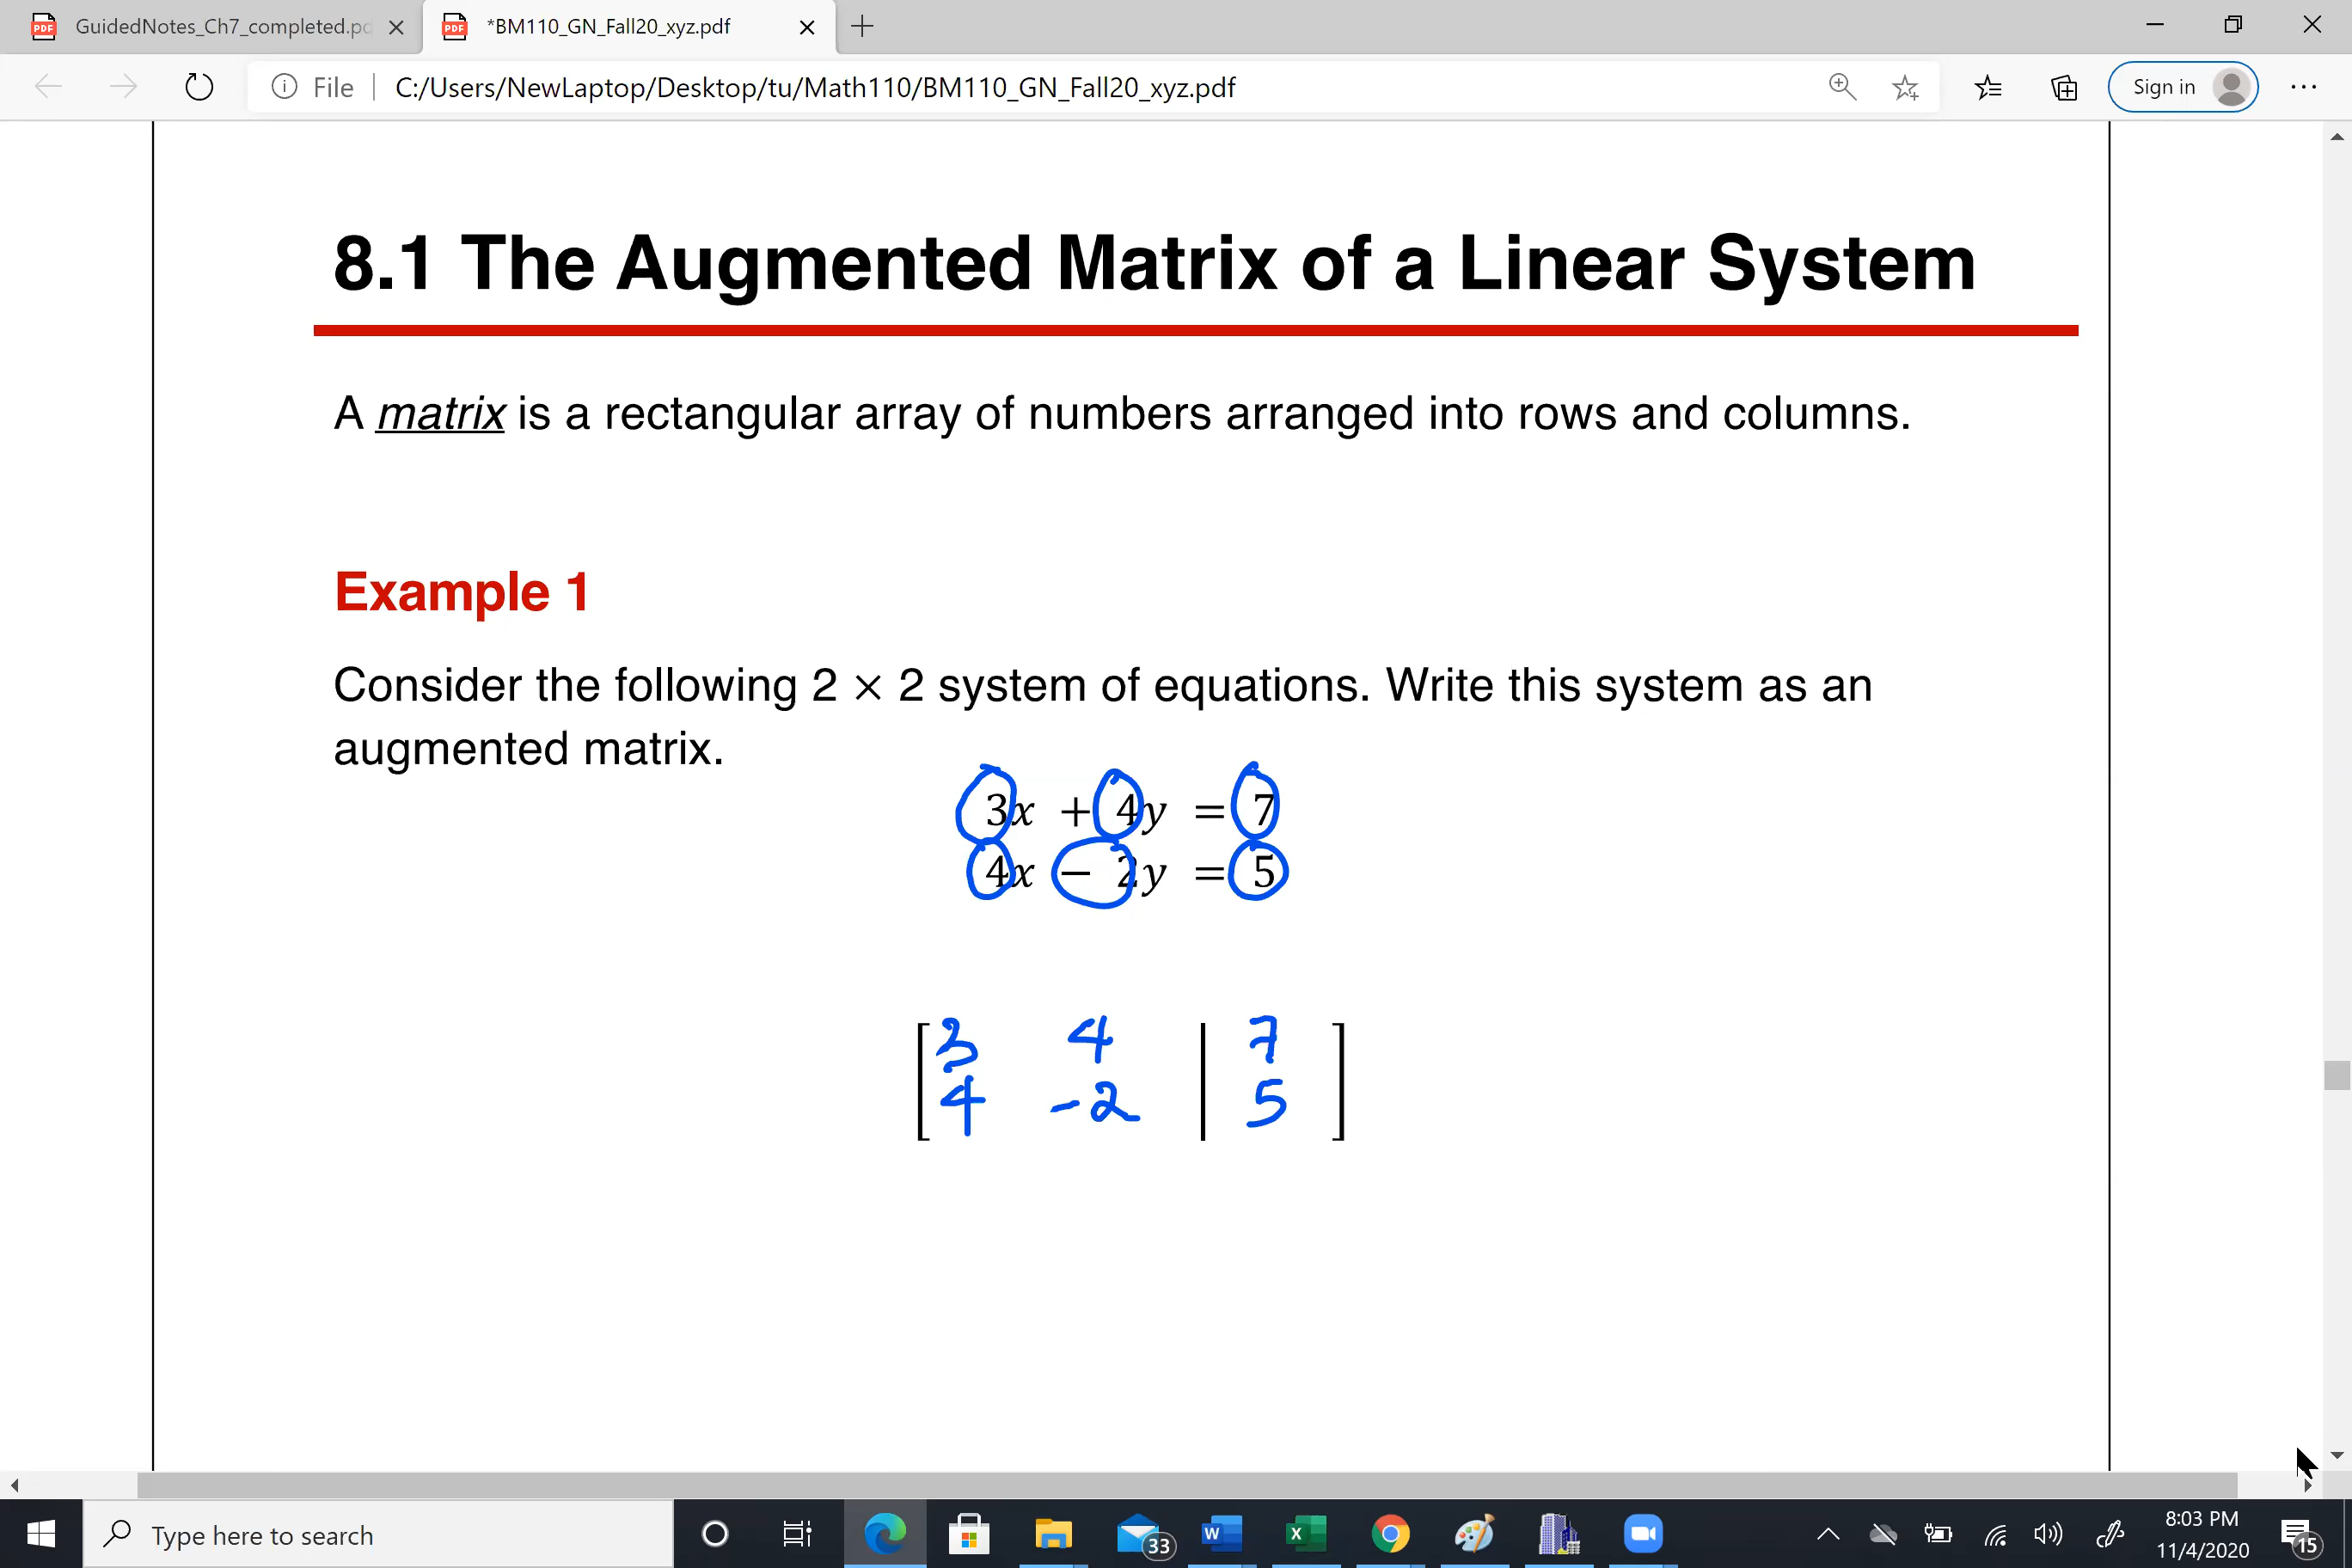 GuidedNotes_Ch7_completed.pd
*BM110_GN_Fall20_xyz.pdf
File
C:/Users/NewLaptop/Desktop/tu/Math110/BM110_GN_Fall20_xyz.pdf
Sign in
8.1 The Augmented Matrix of a Linear System
A matrix is a rectangular array of numbers arranged into rows and columns.
Example 1
Consider the following 2 × 2 system of equations. Write this system as an
augmented matrix.
3x + 4y = 7
4x − 2y = 5
[ 3 4 | 7 ]
4 -2 5
Type here to search
33
8:03 PM
11/4/2020
15